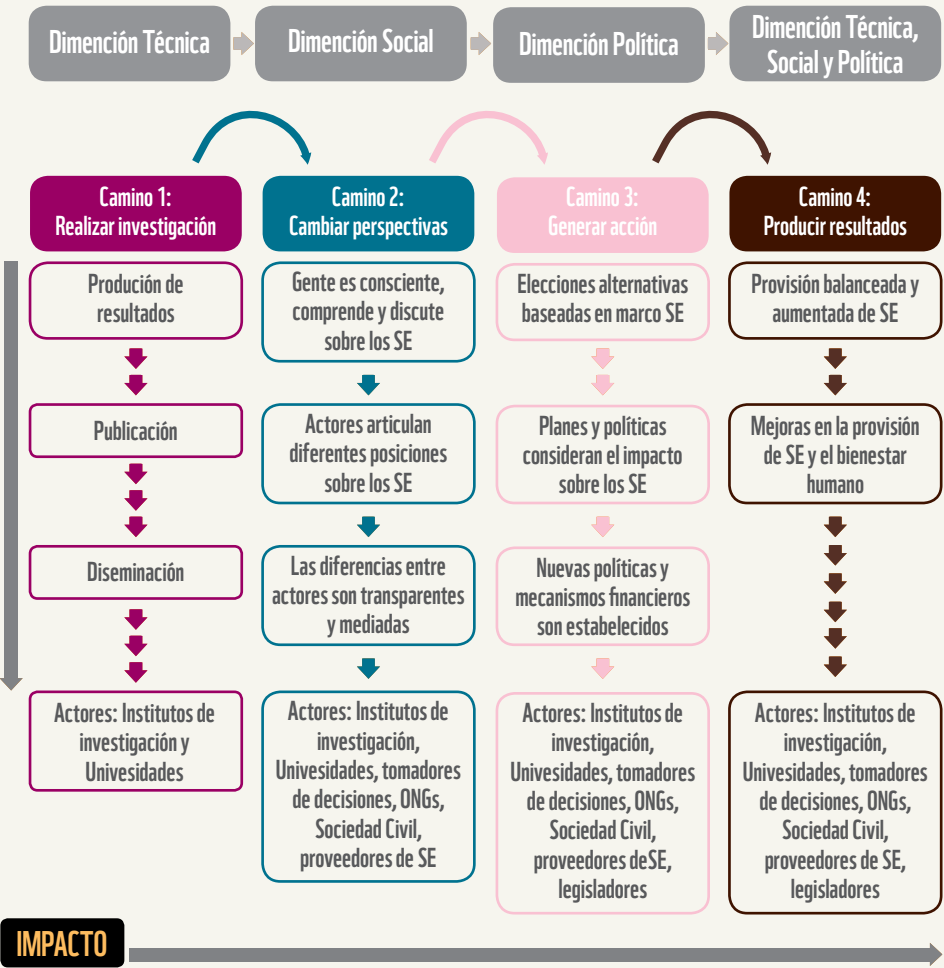 Dimención Técnica
Dimención Social
Dimención Política
Dimención Técnica,
Social y Política
Camino 1:
Realizar investigación
Produción de
resultados
Publicación
Diseminación
Actores: Institutos de
investigación y
Univesidades
Camino 2:
Cambiar perspectivas
Gente es consciente,
comprende y discute
sobre los SE
Actores articulan
diferentes posiciones
sobre los SE
Las diferencias entre
actores son transparentes
y mediadas
Actores: Institutos de
investigación,
Univesidades, tomadores
de decisiones, ONGs,
Sociedad Civil,
proveedores de SE
Camino 3:
Generar acción
Elecciones alternativas
baseadas en marco SE
Planes y políticas
consideran el impacto
sobre los SE
Nuevas políticas y
mecanismos financieros
son estabelecidos
Actores: Institutos de
investigación,
Univesidades, tomadores
de decisiones, ONGs,
Sociedad Civil,
proveedores deSE,
legisladores
Camino 4:
Producir resultados
Provisión balanceada y
aumentada de SE
Mejoras en la provisión
de SE y el bienestar
humano
Actores: Institutos de
investigación,
Univesidades, tomadores
de decisiones, ONGs,
Sociedad Civil,
proveedores de SE,
legisladores
IMPACTO